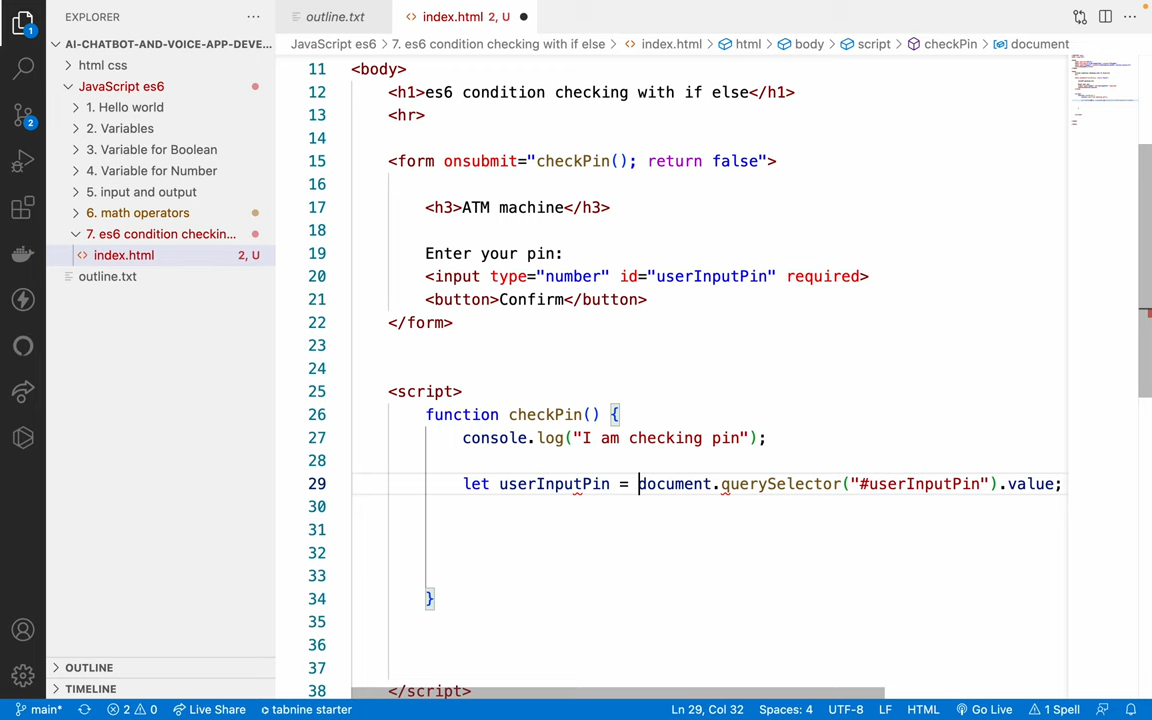 EXPLORER
outline.txt
index.html 2, U
AI-CHATBOT-AND-VOICE-APP-DEVE...
JavaScript es6 > 7. es6 condition checking with if else > index.html > html > body > script > checkPin > document
html css
JavaScript es6
1. Hello world
2. Variables
3. Variable for Boolean
4. Variable for Number
5. input and output
6. math operators
7. es6 condition checkin...
index.html 2, U
outline.txt
11 <body>
12 <h1>es6 condition checking with if else</h1>
13 <hr>
14
15 <form onsubmit="checkPin(); return false">
16
17 <h3>ATM machine</h3>
18
19 Enter your pin:
20 <input type="number" id="userInputPin" required>
21 <button>Confirm</button>
22 </form>
23
24
25 <script>
26 function checkPin() {
27 console.log("I am checking pin");
28
29 let userInputPin = document.querySelector("#userInputPin").value;
30
31
32
33
34 }
35
36
37
38 </script>
OUTLINE
TIMELINE
1
2
main* 2 0 Live Share tabnine starter Ln 29, Col 32 Spaces: 4 UTF-8 LF HTML Go Live 1 Spell